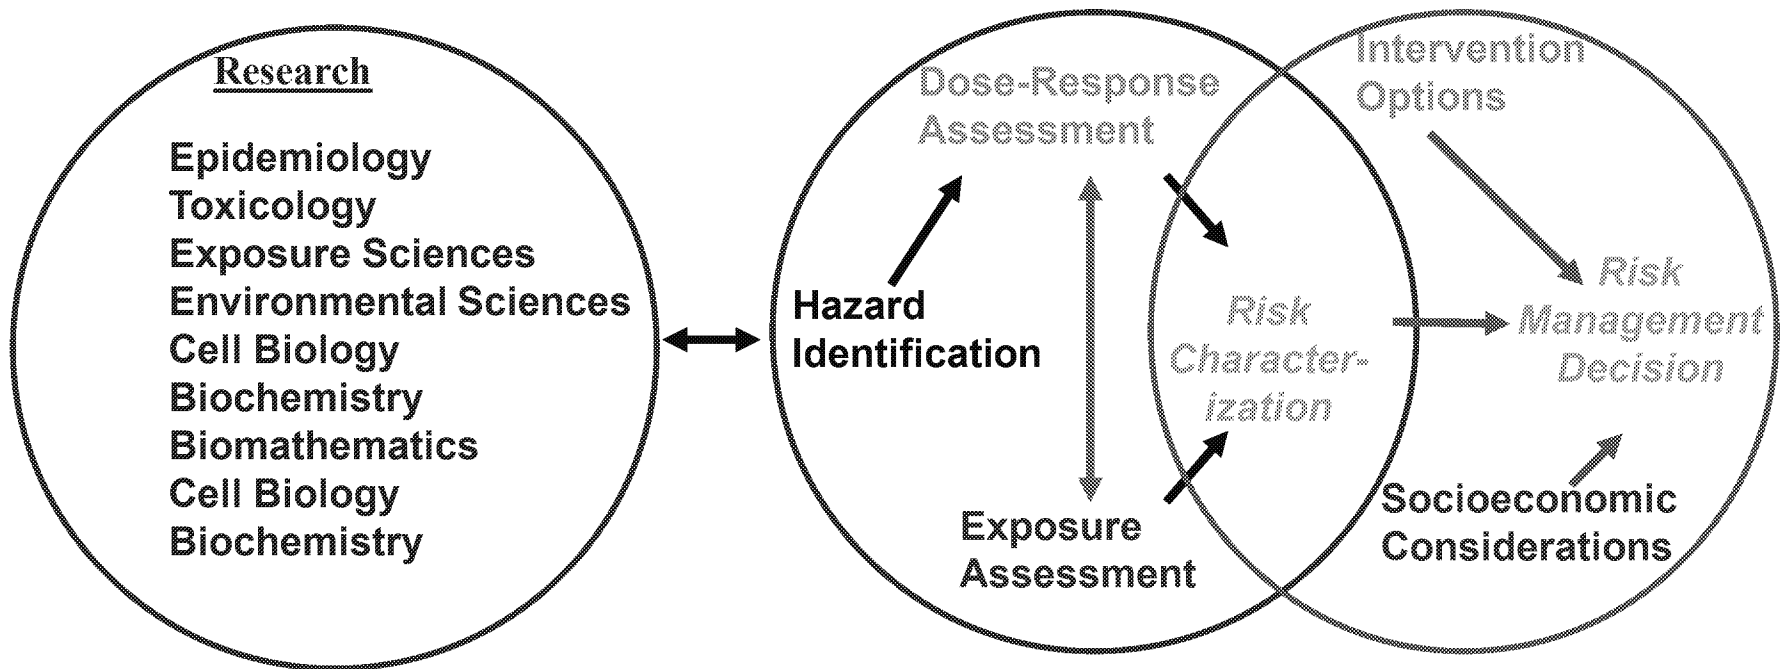 Research
Epidemiology
Toxicology
Exposure Sciences
Environmental Sciences
Cell Biology
Biochemistry
Biomathematics
Cell Biology
Biochemistry
Dose-Response
Assessment
Hazard
Identification
Exposure
Assessment
Risk
Character-
ization
Intervention
Options
Risk
Management
Decision
Socioeconomic
Considerations